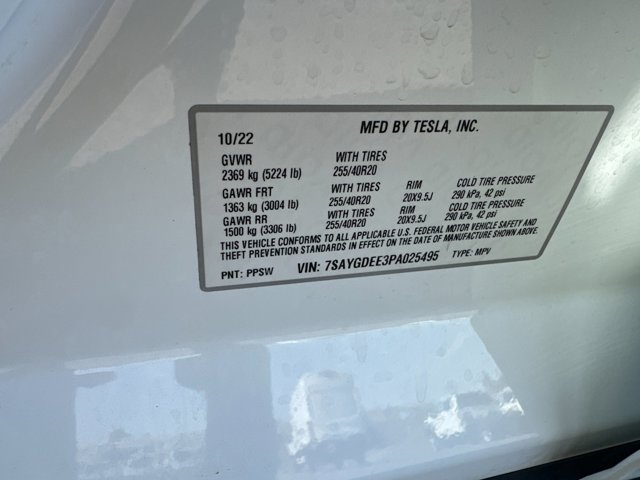 MFD BY TESLA, INC.
10/22
GVWR WITH TIRES
2369 kg (5224 lb) 255/40R20
GAWR FRT WITH TIRES RIM COLD TIRE PRESSURE
1363 kg (3004 lb) 255/40R20 20X9.5J 290 kPa, 42 psi
GAWR RR WITH TIRES RIM COLD TIRE PRESSURE
1500 kg (3306 lb) 255/40R20 20X9.5J 290 kPa, 42 psi
THIS VEHICLE CONFORMS TO ALL APPLICABLE U.S. FEDERAL MOTOR VEHICLE SAFETY AND
THEFT PREVENTION STANDARDS IN EFFECT ON THE DATE OF MANUFACTURE SHOWN ABOVE.
PNT: PPSW VIN: 7SAYGDEE3PA025495 TYPE: MPV